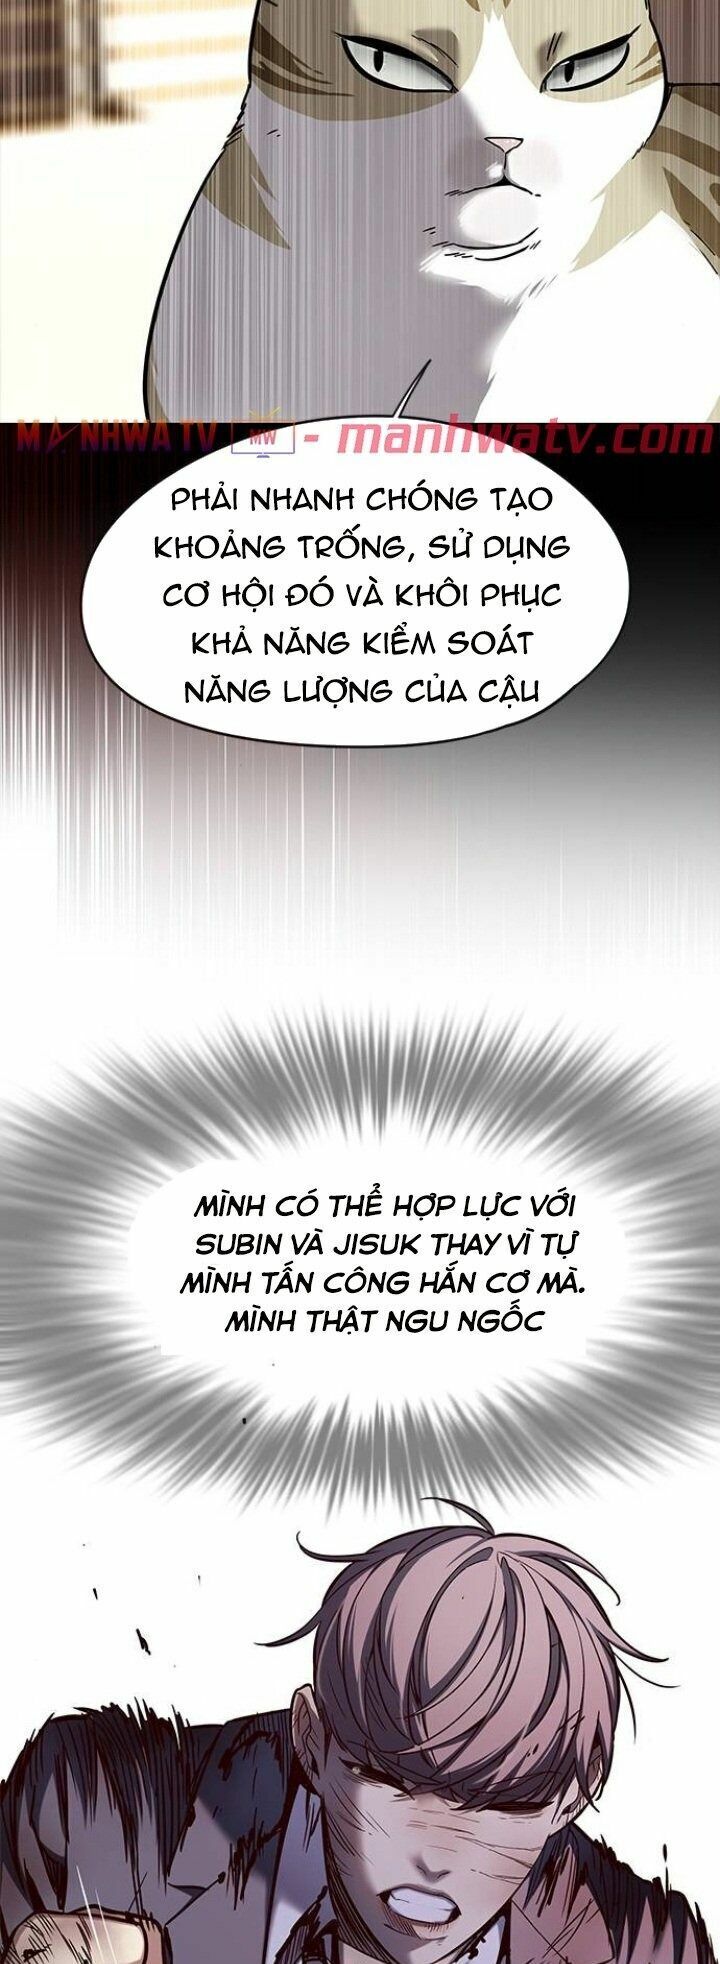 MANHWATV MW - manhwatv.com
PHẢI NHANH CHÓNG TẠO
KHOẢNG TRỐNG, SỬ DỤNG
CƠ HỘI ĐÓ VÀ KHÔI PHỤC
KHẢ NĂNG KIỂM SOÁT
NĂNG LƯỢNG CỦA CẬU
MÌNH CÓ THỂ HỢP LỰC VỚI
SUBIN VÀ JISUK THAY VÌ TỰ
MÌNH TẤN CÔNG HẮN CƠ MÀ.
MÌNH THẬT NGU NGỐC